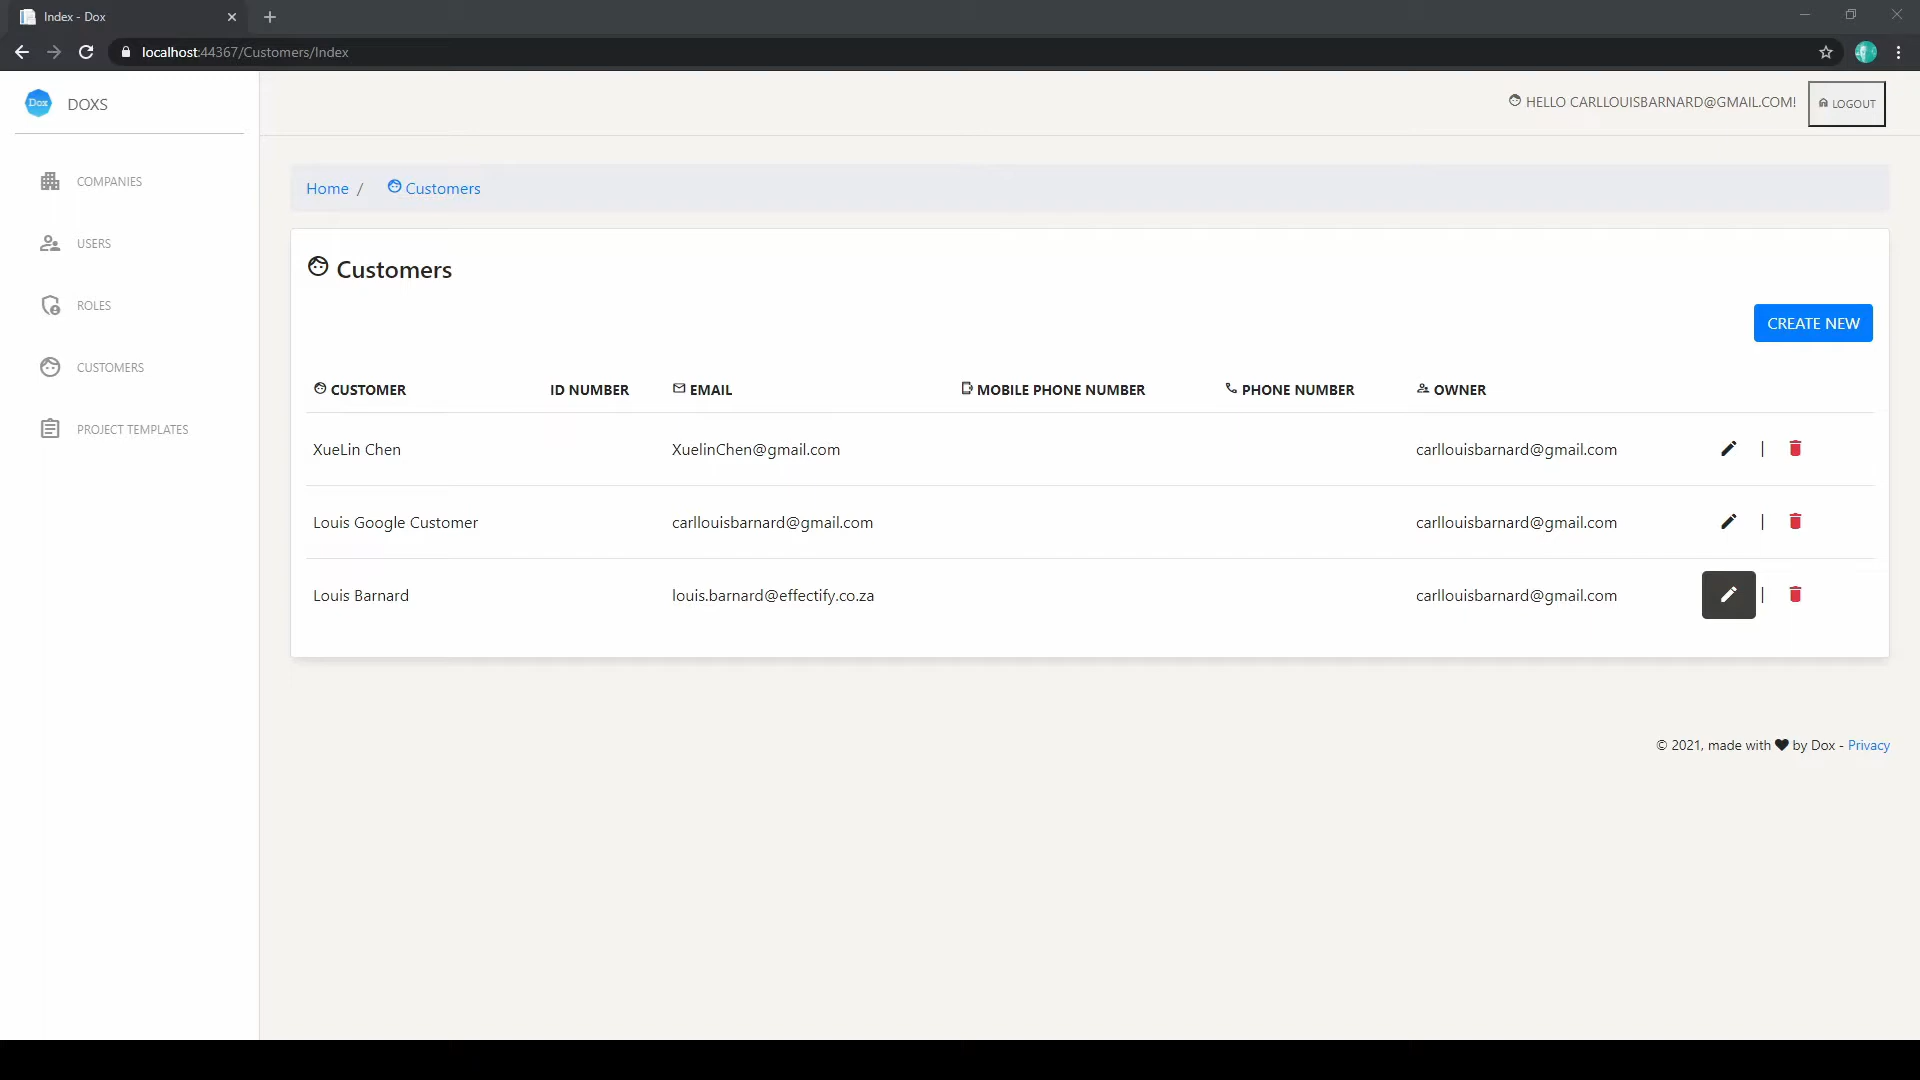 Index - Dox
localhost:44367/Customers/Index
Dox DOXS
HELLO CARLLOUISBARNARD@GMAIL.COM! LOGOUT
COMPANIES
USERS
ROLES
CUSTOMERS
PROJECT TEMPLATES
Home / Customers
Customers
CREATE NEW
CUSTOMER ID NUMBER EMAIL MOBILE PHONE NUMBER PHONE NUMBER OWNER
XueLin Chen XuelinChen@gmail.com carllouisbarnard@gmail.com |
Louis Google Customer carllouisbarnard@gmail.com carllouisbarnard@gmail.com |
Louis Barnard louis.barnard@effectify.co.za carllouisbarnard@gmail.com |
© 2021, made with ♥ by Dox - Privacy